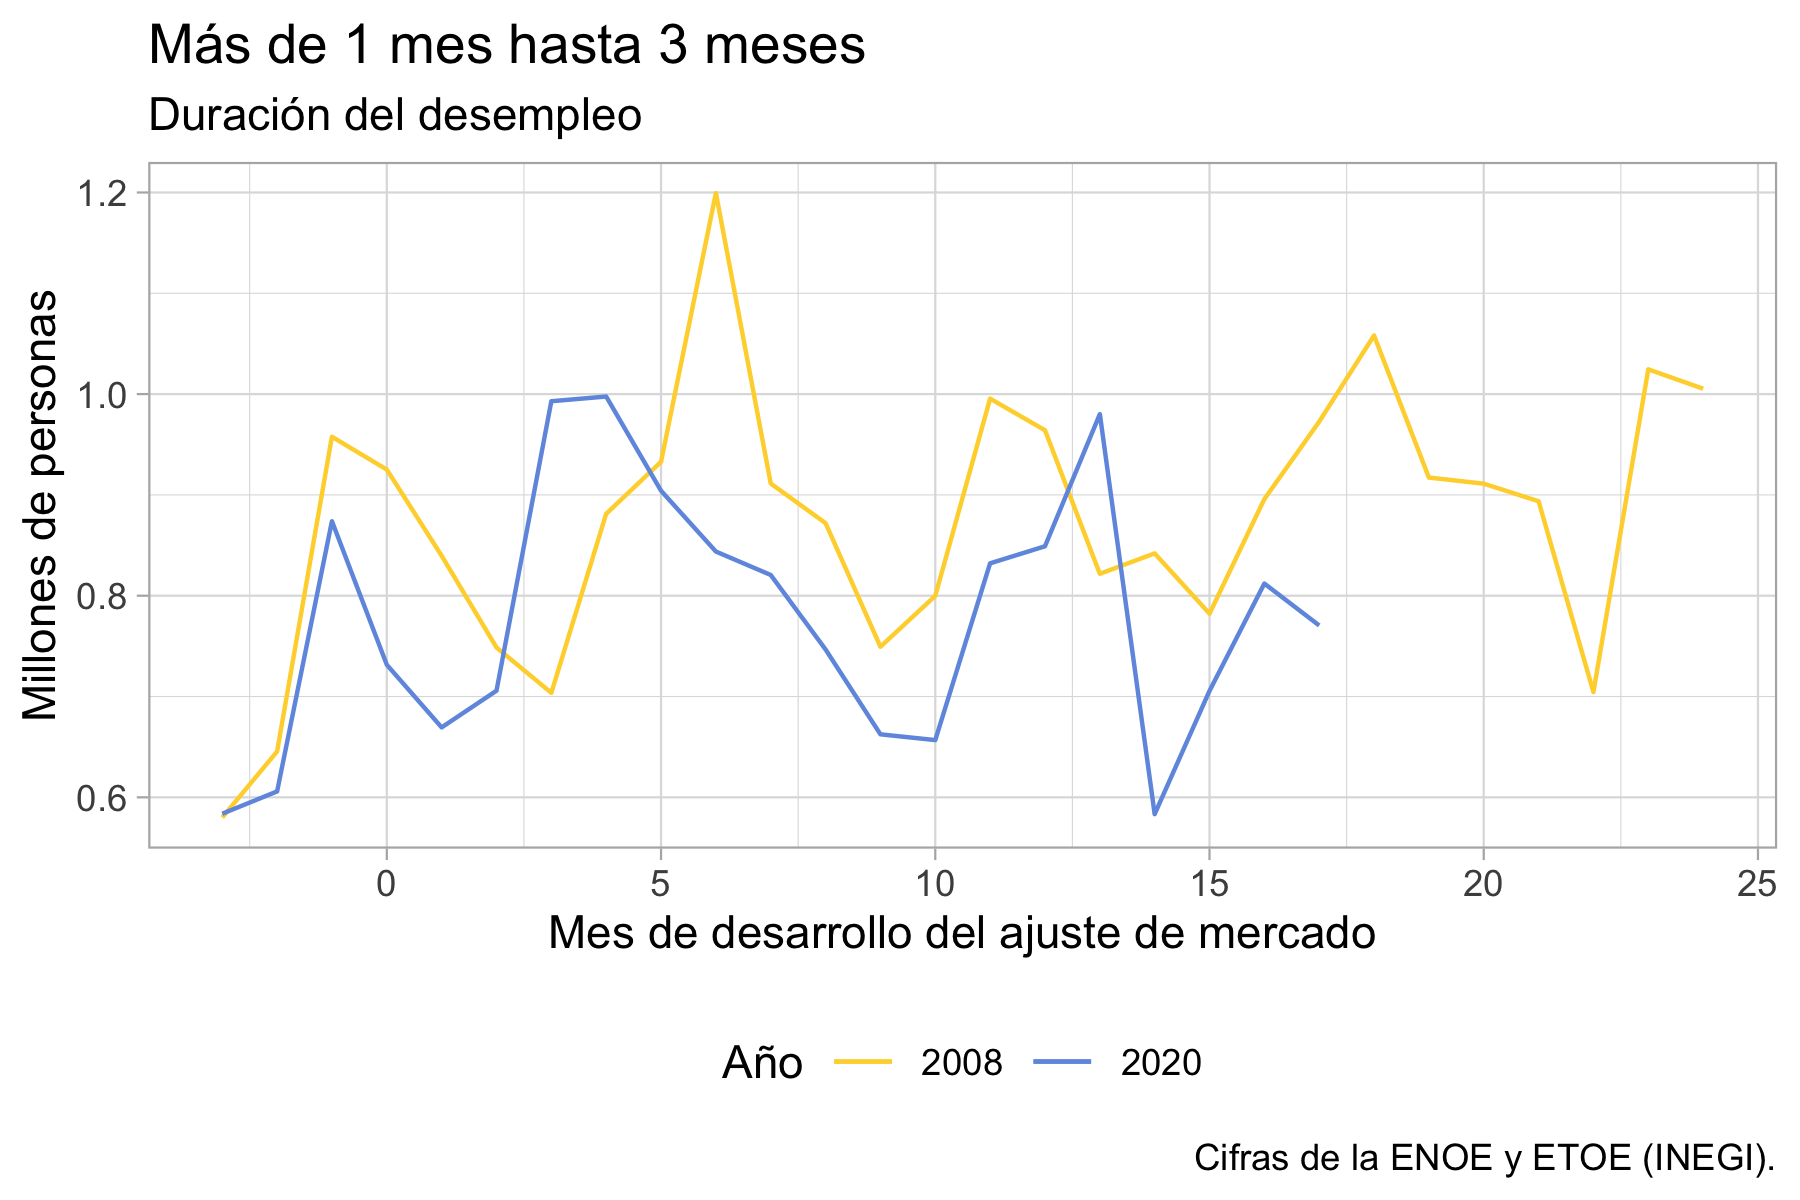 Más de 1 mes hasta 3 meses
Duración del desempleo
Millones de personas
1.2
1.0
0.8
0.6
0 5 10 15 20 25
Mes de desarrollo del ajuste de mercado
Año 2008 2020
Cifras de la ENOE y ETOE (INEGI).